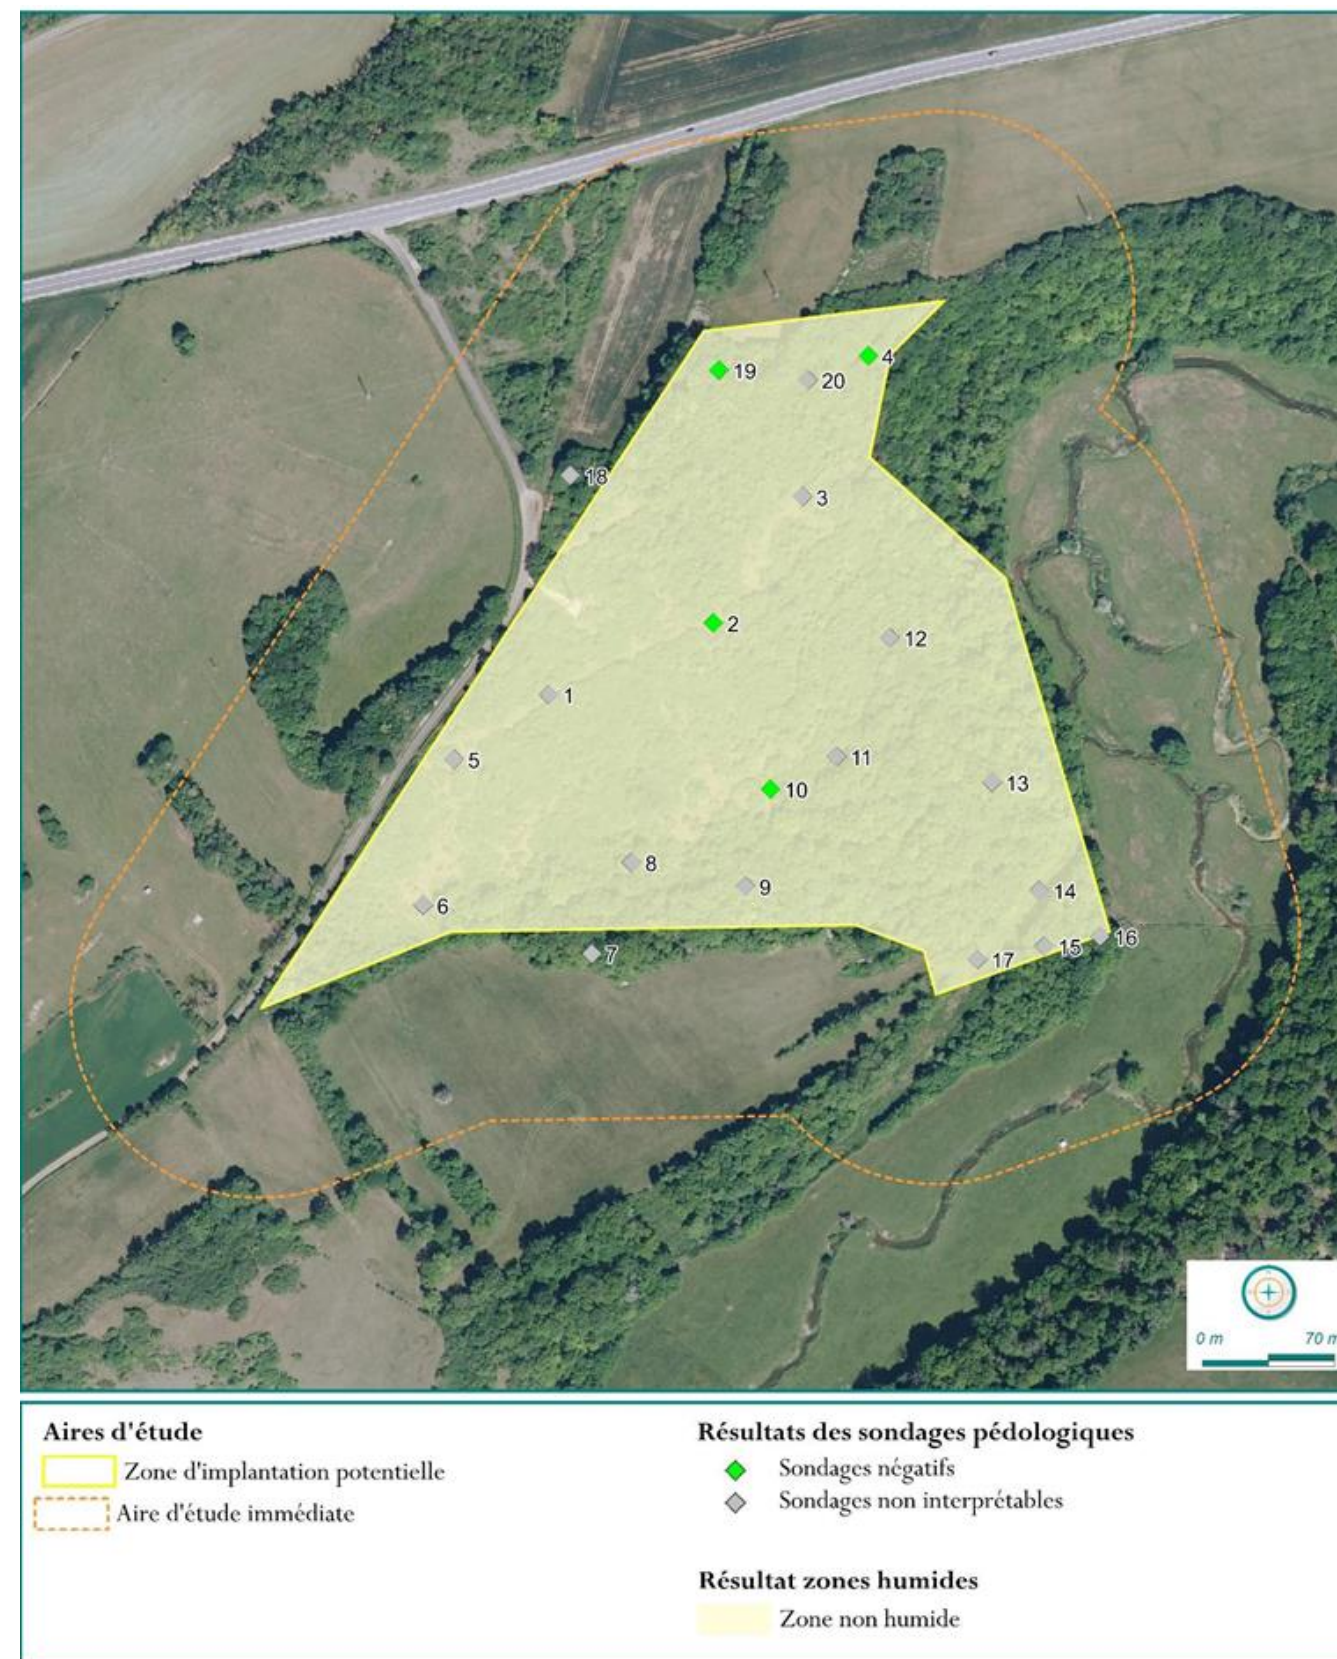 19
4
20
18
3
2
12
1
5
11
10
13
8
9
6
14
7
17
15
16
0 m
70 m
Aires d'étude
Zone d'implantation potentielle
Aire d'étude immédiate
Résultats des sondages pédologiques
Sondages négatifs
Sondages non interprétables
Résultat zones humides
Zone non humide